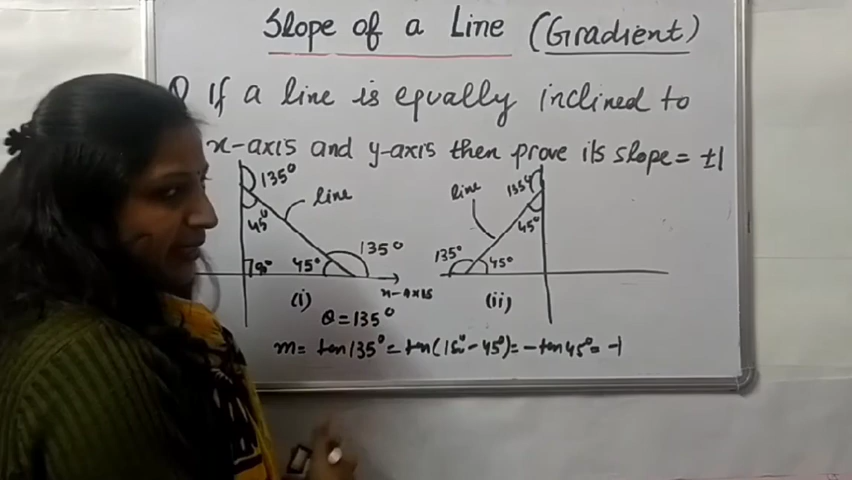 Slope of a Line (Gradient)
Q If a line is equally inclined to
x-axis and y-axis then prove its slope = ±1
135° line line 135°
45° 45°
135° 135°
90° 45° 45°
x-axis
(i) (ii)
θ = 135°
m = tan 135° = tan(180° - 45°) = - tan 45° = -1